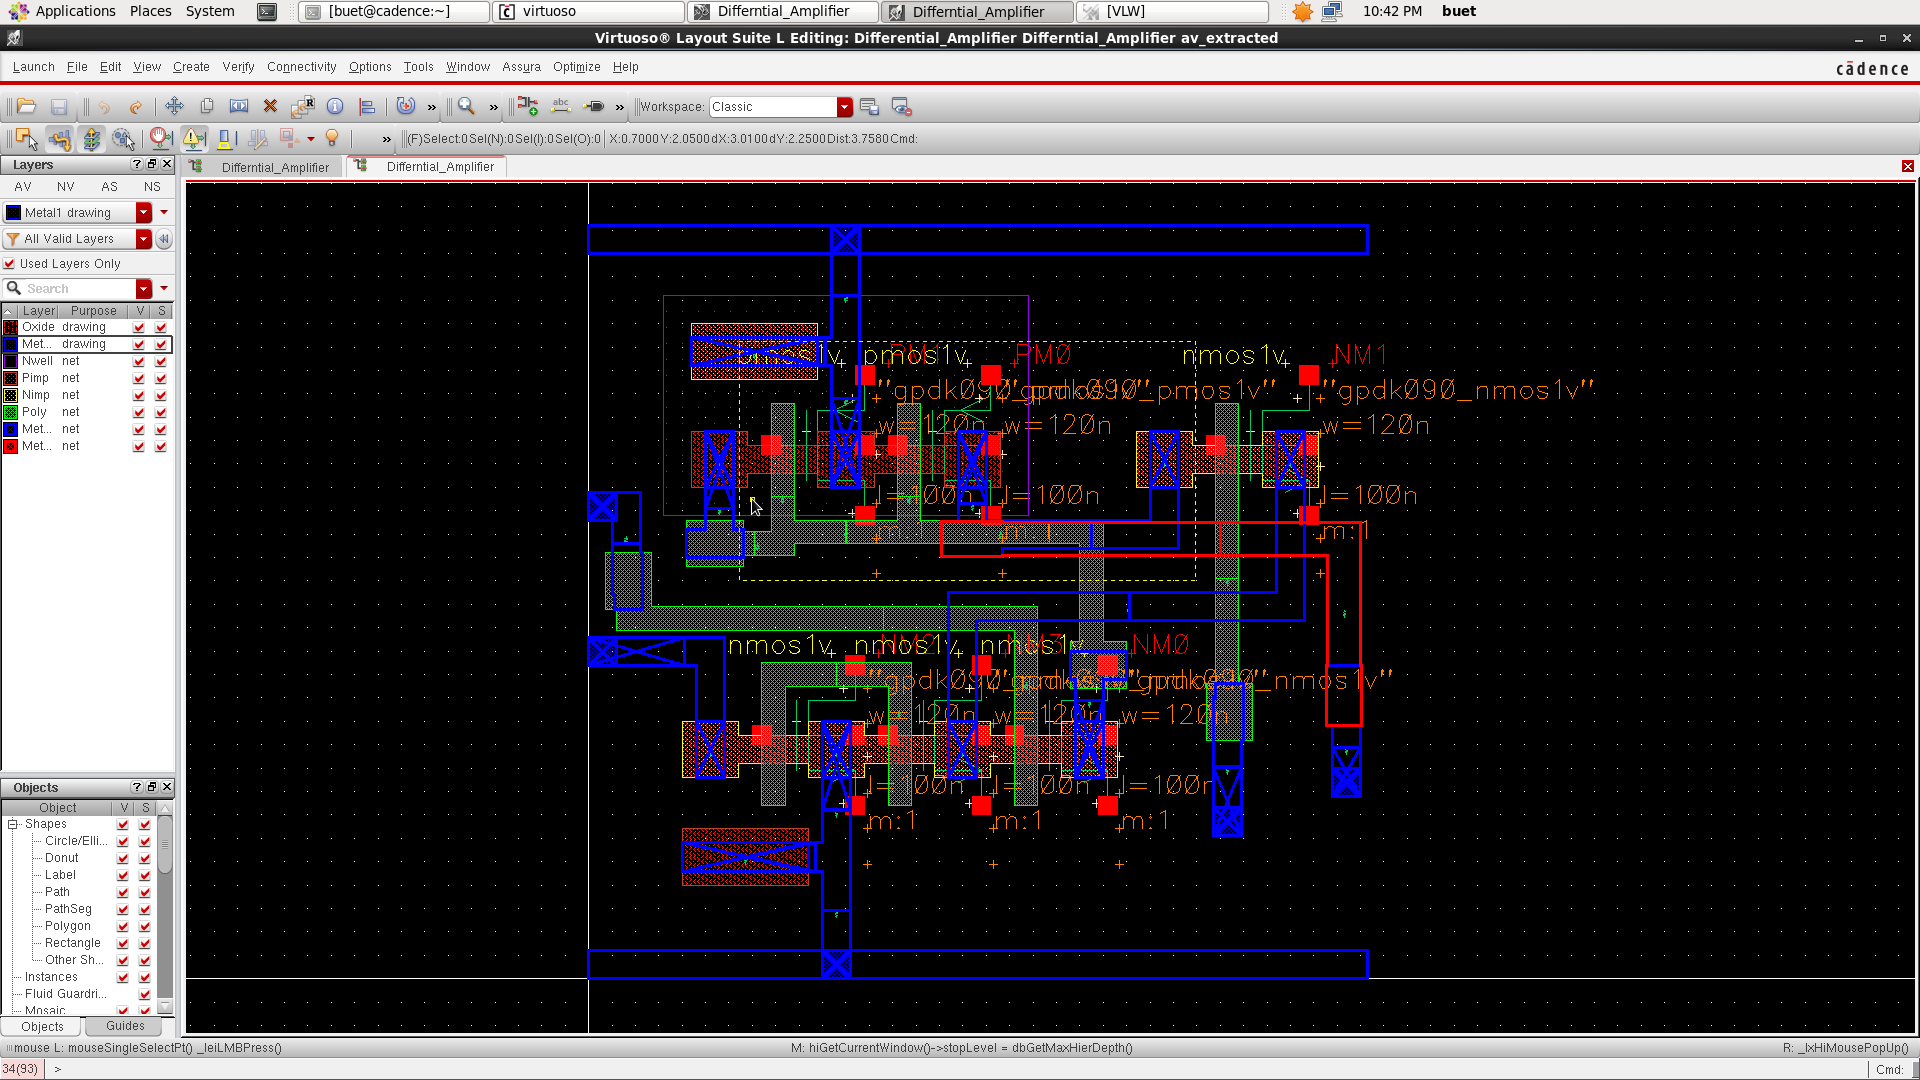 Applications Places System [buet@cadence:~] virtuoso Differntial_Amplifier Differntial_Amplifier [VLW] 10:42 PM buet
Virtuoso® Layout Suite L Editing: Differential_Amplifier Differntial_Amplifier av_extracted
Launch File Edit View Create Verify Connectivity Options Tools Window Assura Optimize Help
cādence
Workspace: Classic
(F)Select:0 Sel(N):0 Sel(I):0 Sel(O):0 X:0.7000 Y:2.0500 dX:3.0100 dY:2.2500 Dist:3.7580 Cmd:
Layers
Differntial_Amplifier Differntial_Amplifier
AV NV AS NS
Metal1 drawing
All Valid Layers
Used Layers Only
Search
Layer Purpose V S
Oxide drawing
Met... drawing
Nwell net
Pimp net
Nimp net
Poly net
Met... net
Met... net
pmos1v PM0 nmos1v NM1
_pmos1v" "gpdk090_nmos1v"
w=120n w=120n w=120n
l=100n l=100n l=100n
m:1
nmos1v nmos1v nmos1v NM0
_nmos1v"
w=120n w=120n w=120n
l=100n l=100n l=100n
m:1 m:1 m:1
Objects
Object V S
Shapes
Circle/Elli...
Donut
Label
Path
PathSeg
Polygon
Rectangle
Other Sh...
Instances
Fluid Guardri...
Mosaic
Objects Guides
mouse L: mouseSingleSelectPt() _leiLMBPress() M: hiGetCurrentWindow()->stopLevel = dbGetMaxHierDepth() R: _lxHiMousePopUp()
34(93) > Cmd: